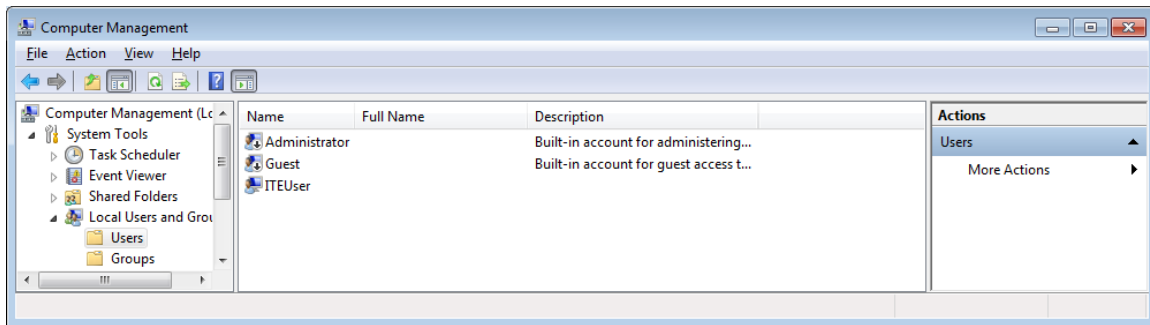 Computer Management
File Action View Help
Computer Management (Lc
System Tools
Task Scheduler
Event Viewer
Shared Folders
Local Users and Grou
Users
Groups
Name Full Name Description
Administrator Built-in account for administering...
Guest Built-in account for guest access t...
ITEUser
Actions
Users
More Actions